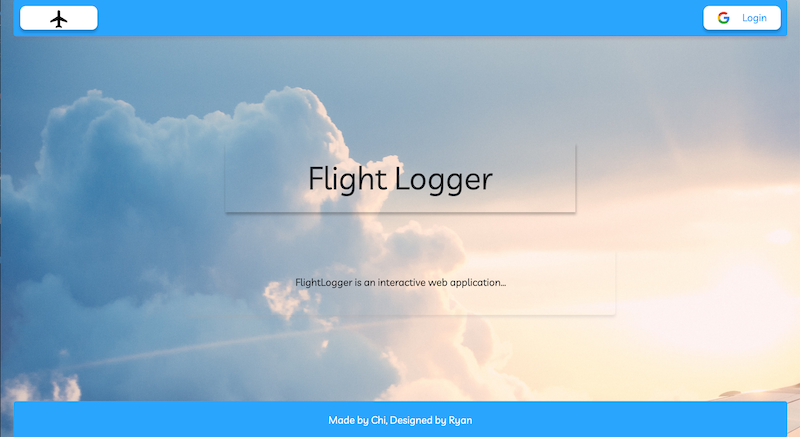 Login
Flight Logger
FlightLogger is an interactive web application...
Made by Chi, Designed by Ryan